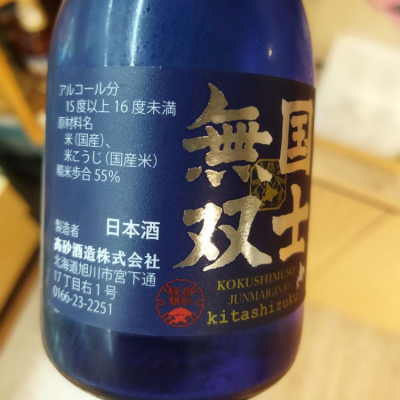 アルコール分
15度以上16度未満
原材料名
米(国産)、
米こうじ(国産米)
精米歩合55%
製造者
日本酒
高砂酒造株式会社
北海道旭川市宮下通
17丁目右1号
0166-23-2251
国士
無双
KOKUSHIMUSO
JUNMAIGINJO
kitashizuku